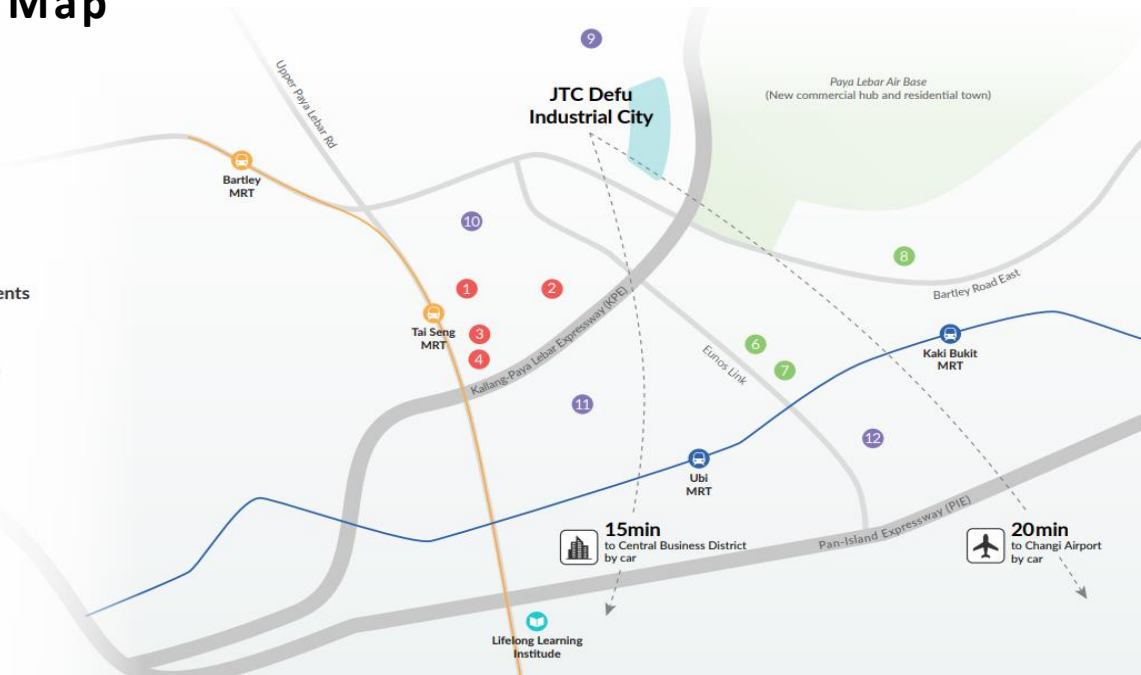 Map
9
Upper Paya Lebar Rd
JTC Defu
Industrial City
Paya Lebar Air Base
(New commercial hub and residential town)
Bartley
MRT
10
8
ents
1
2
Bartley Road East
Tai Seng
MRT
3
4
Kallang-Paya Lebar Expressway (KPE)
6
7
Eunos Link
Kaki Bukit
MRT
11
12
Ubi
MRT
15min
to Central Business District
by car
Pan-Island Expressway (PIE)
20min
to Changi Airport
by car
Lifelong Learning
Institude